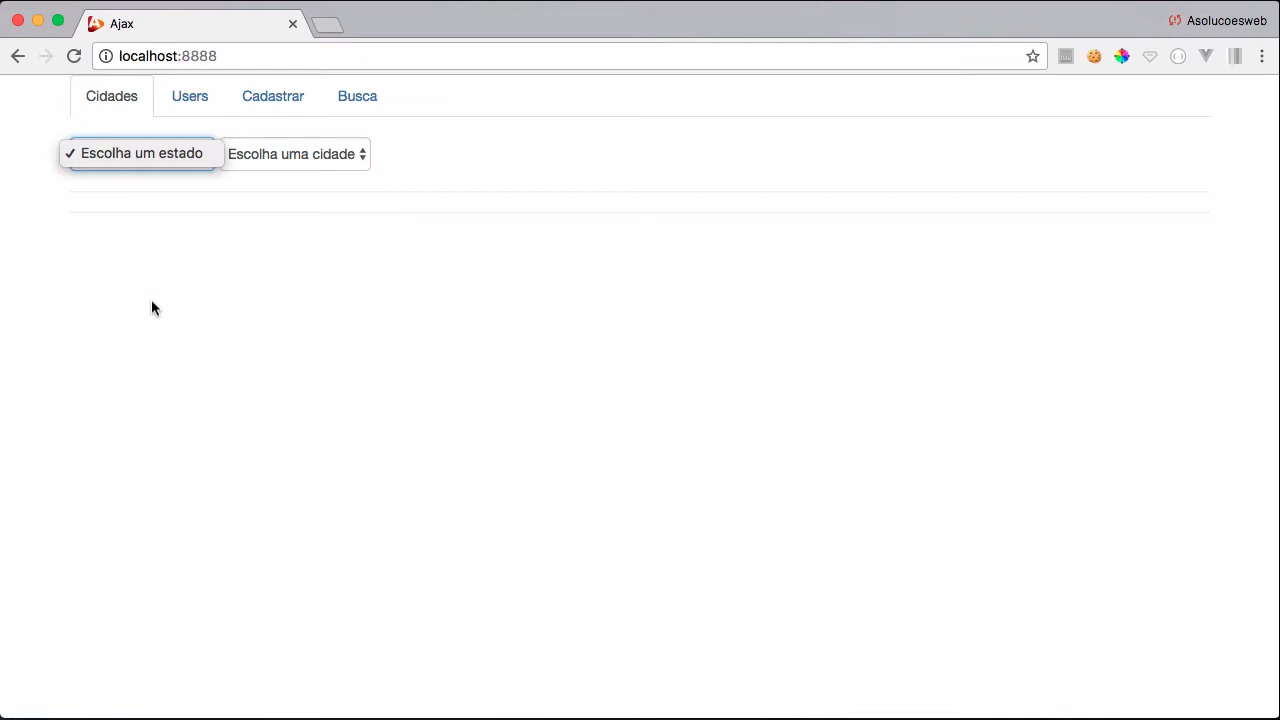 Ajax
Asolucoesweb
localhost:8888
Cidades Users Cadastrar Busca
✓ Escolha um estado Escolha uma cidade